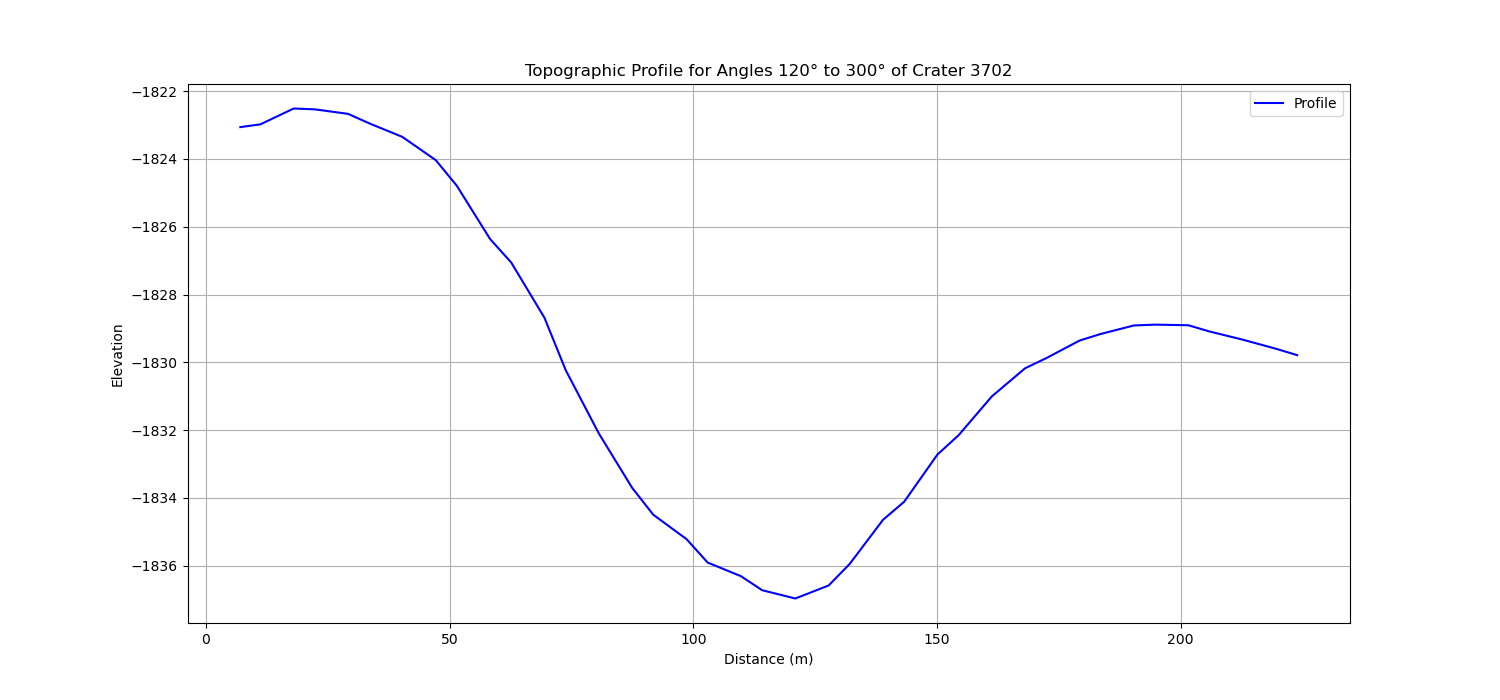 Topographic Profile for Angles 120° to 300° of Crater 3702
Profile
Elevation
−1822
−1824
−1826
−1828
−1830
−1832
−1834
−1836
0 50 100 150 200
Distance (m)